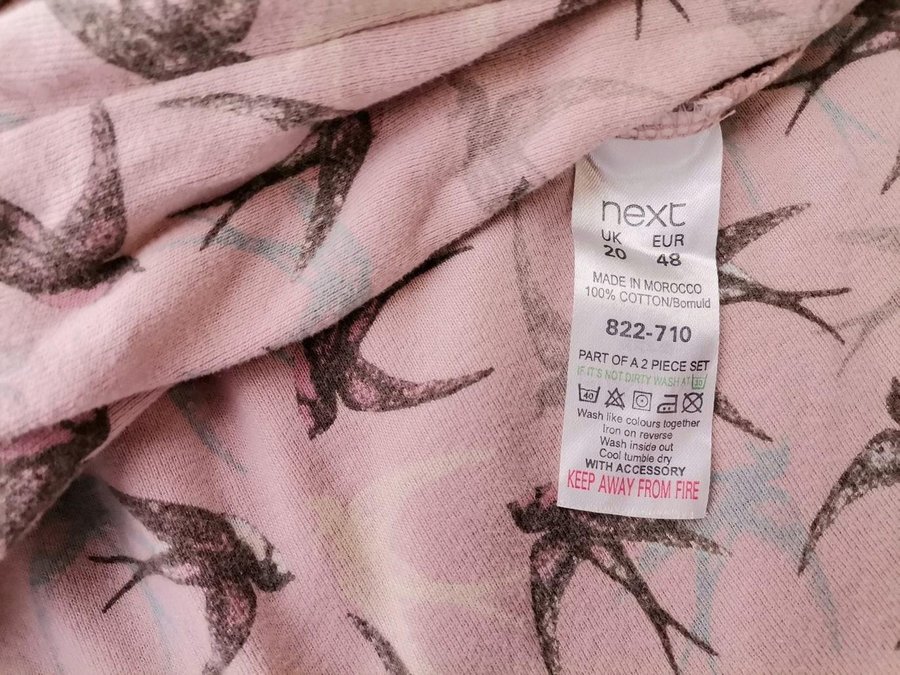 next
UK EUR
20 48
MADE IN MOROCCO
100% COTTON/Bomuld
822-710
PART OF A 2 PIECE SET
IF IT'S NOT DIRTY WASH AT 30
40
Wash like colours together
Iron on reverse
Wash inside out
Cool tumble dry
WITH ACCESSORY
KEEP AWAY FROM FIRE